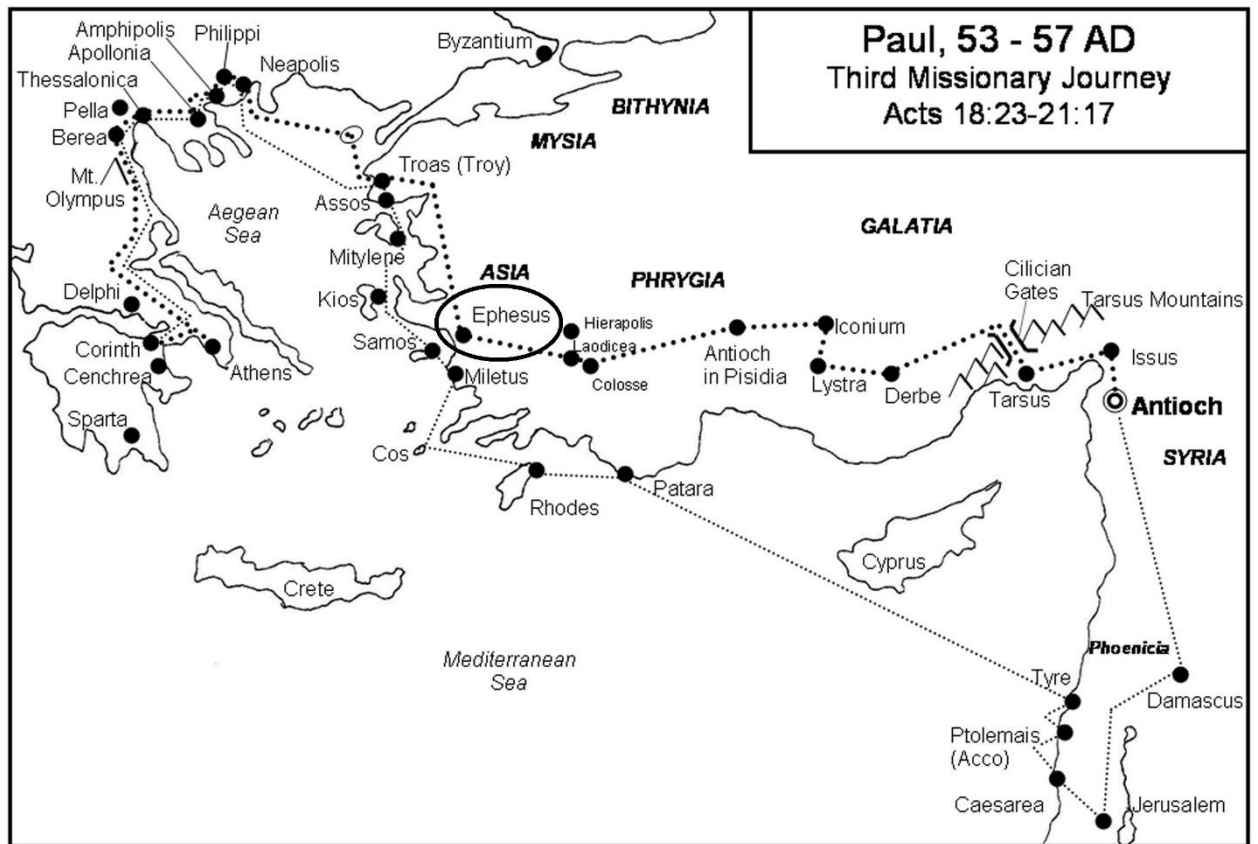 Paul, 53 - 57 AD
Third Missionary Journey
Acts 18:23-21:17
Amphipolis
Philippi
Apollonia
Neapolis
Thessalonica
Pella
Berea
Mt.
Olympus
Byzantium
BITHYNIA
MYSIA
Troas (Troy)
Assos
Aegean
Sea
Mitylene
GALATIA
ASIA
PHRYGIA
Cilician
Gates
Tarsus Mountains
Delphi
Kios
Ephesus
Hierapolis
Iconium
Samos
Laodicea
Corinth
Cenchrea
Athens
Miletus
Colosse
Antioch
in Pisidia
Lystra
Derbe
Tarsus
Issus
Antioch
Sparta
Cos
SYRIA
Rhodes
Patara
Cyprus
Crete
Mediterranean
Sea
Phoenicia
Tyre
Damascus
Ptolemais
(Acco)
Caesarea
Jerusalem